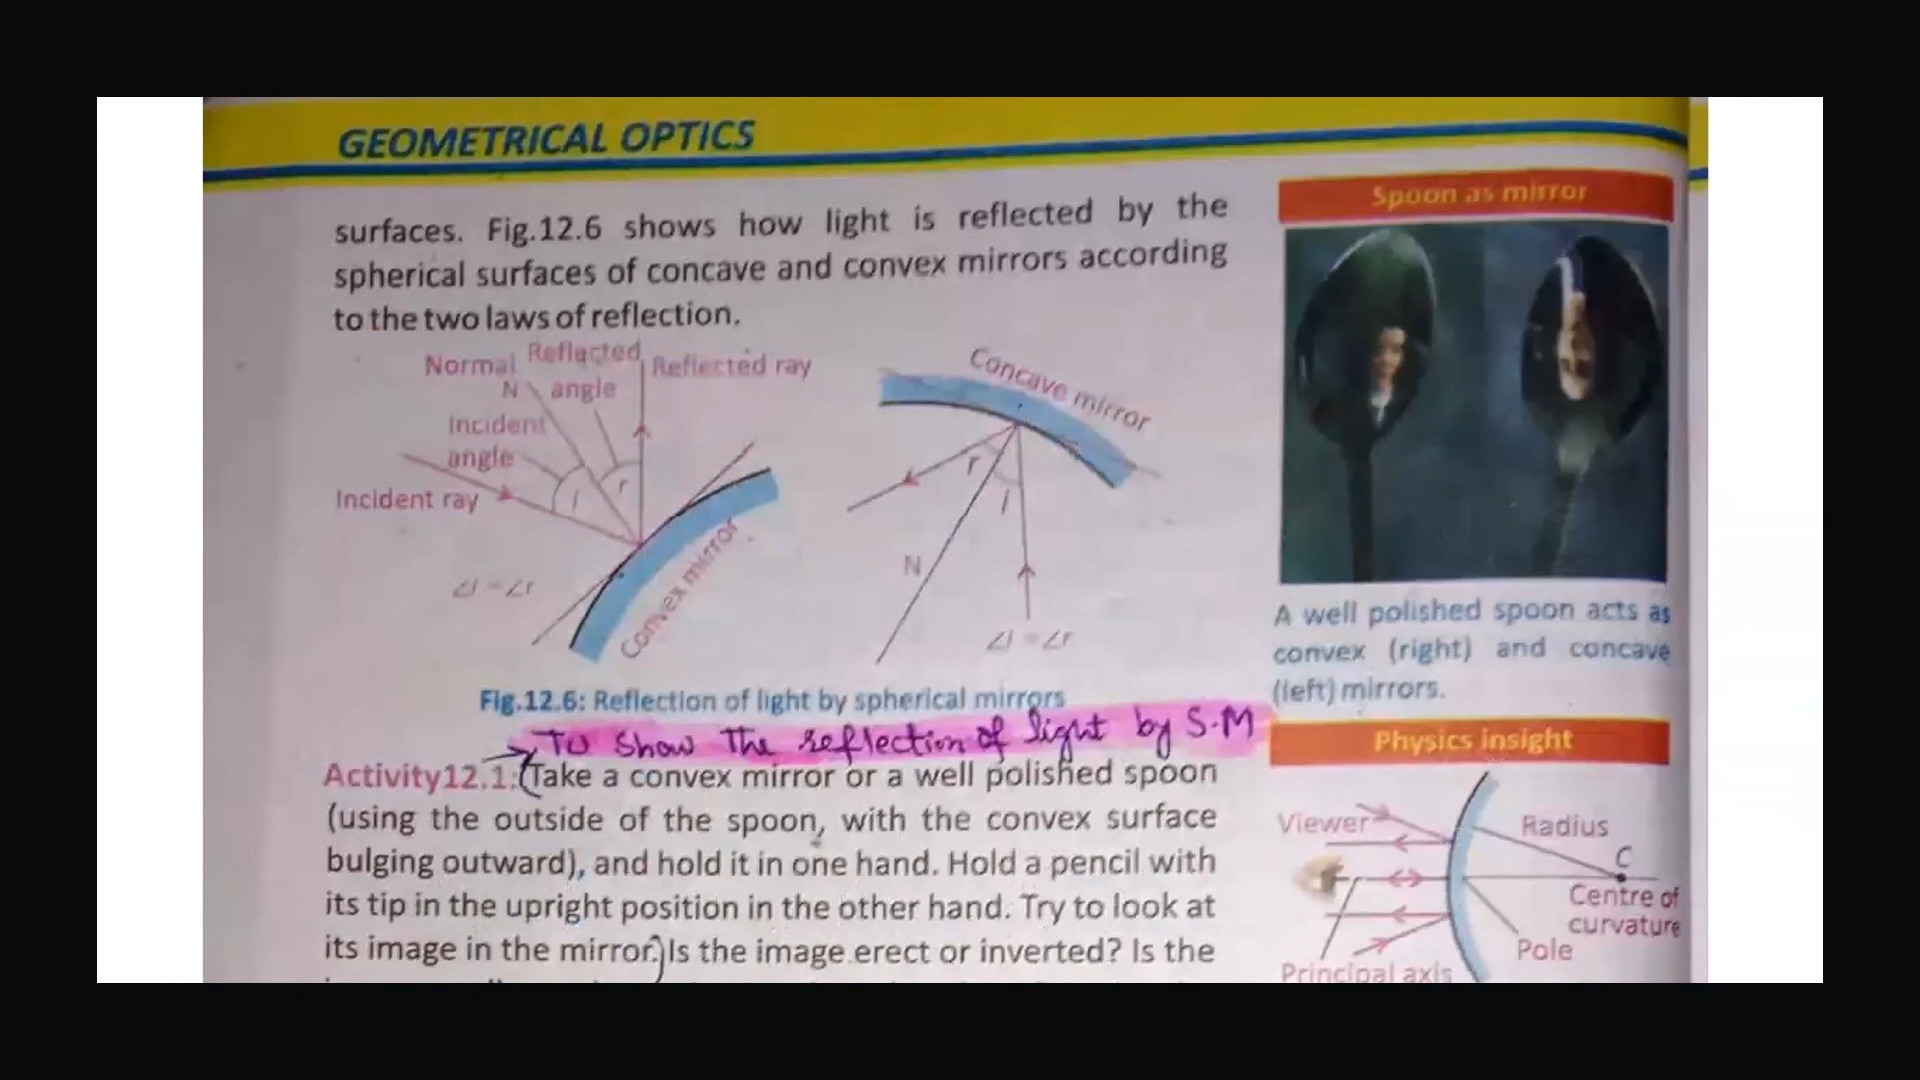 GEOMETRICAL OPTICS
surfaces. Fig.12.6 shows how light is reflected by the
spherical surfaces of concave and convex mirrors according
to the two laws of reflection.
Normal
N
Reflected
angle
Reflected ray
Incident
angle
Incident ray
i
r
∠i = ∠r
Convex mirror
Concave mirror
r
i
N
∠i = ∠r
Fig.12.6: Reflection of light by spherical mirrors
To show The reflection of light by S.M
Activity12.1: (Take a convex mirror or a well polished spoon
(using the outside of the spoon, with the convex surface
bulging outward), and hold it in one hand. Hold a pencil with
its tip in the upright position in the other hand. Try to look at
its image in the mirror.) Is the image erect or inverted? Is the
Spoon as mirror
A well polished spoon acts as
convex (right) and concave
(left) mirrors.
Physics insight
Viewer
Radius
C
Centre of
curvature
Pole
Principal axis